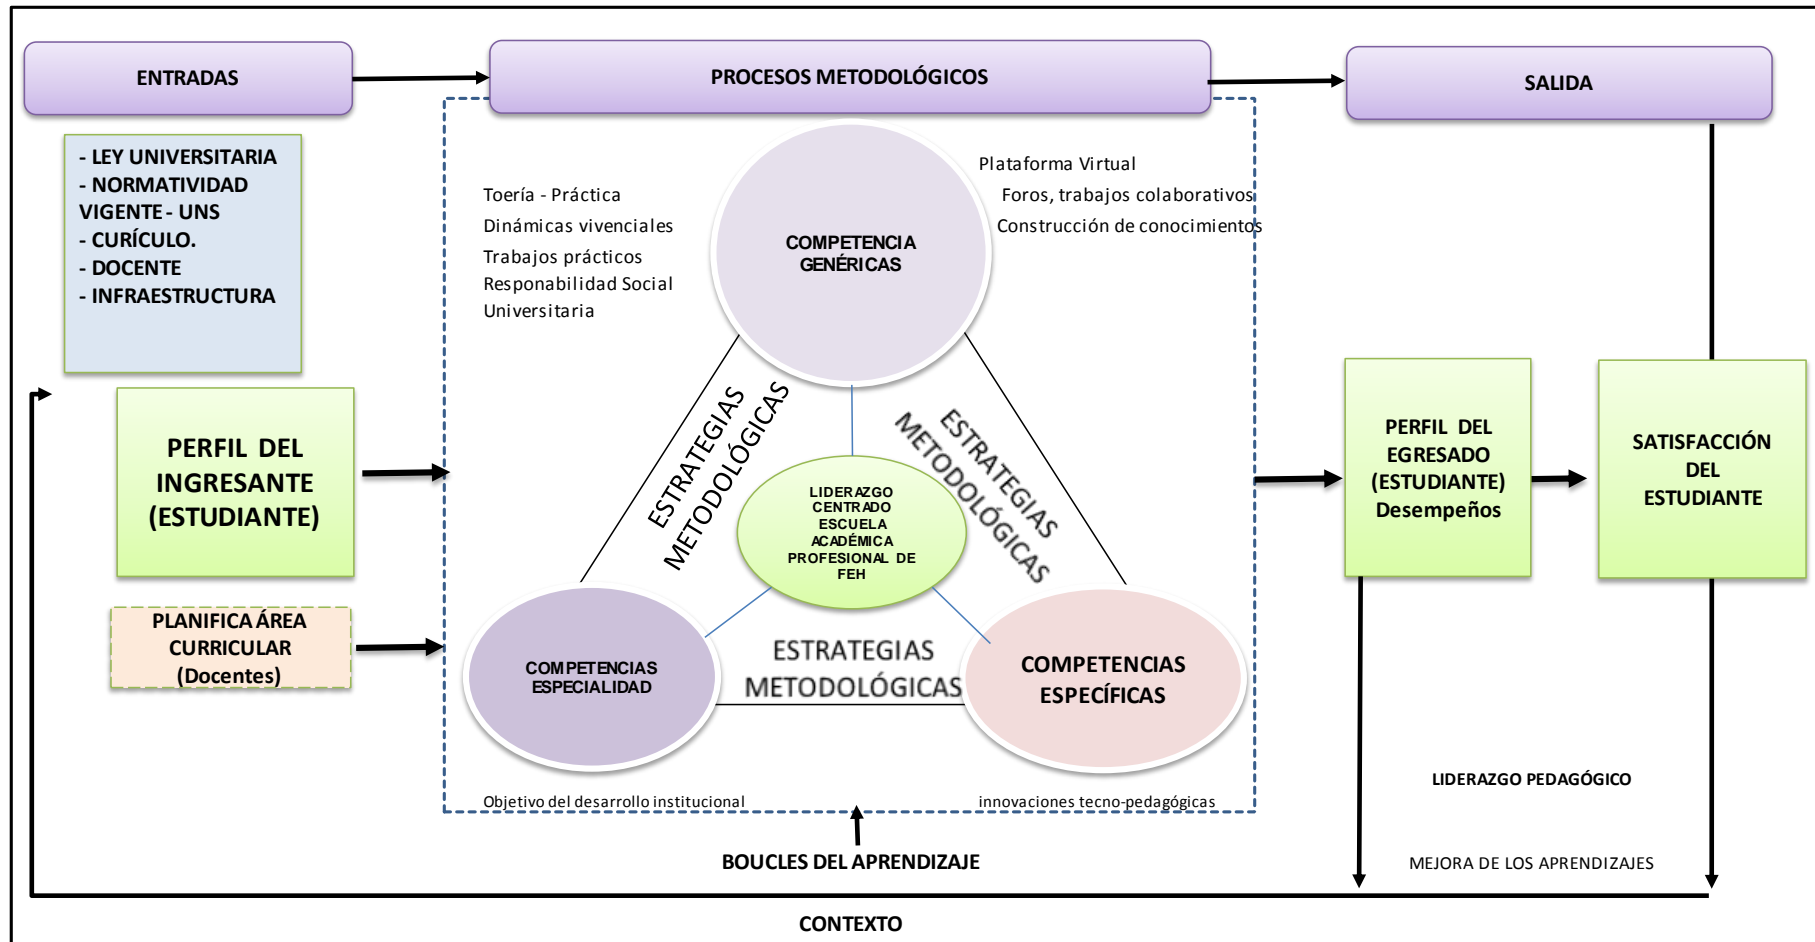 ENTRADAS
PROCESOS METODOLÓGICOS
SALIDA
- LEY UNIVERSITARIA
- NORMATIVIDAD
VIGENTE - UNS
- CURÍCULO.
- DOCENTE
- INFRAESTRUCTURA
Toería - Práctica
Dinámicas vivenciales
Trabajos prácticos
Responabilidad Social
Universitaria
COMPETENCIA
GENÉRICAS
Plataforma Virtual
Foros, trabajos colaborativos
Construcción de conocimientos
PERFIL DEL
INGRESANTE
(ESTUDIANTE)
PLANIFICA ÁREA
CURRICULAR
(Docentes)
ESTRATEGIAS
METODOLÓGICAS
ESTRATEGIAS
METODOLÓGICAS
LIDERAZGO
CENTRADO
ESCUELA
ACADÉMICA
PROFESIONAL DE
FEH
COMPETENCIAS
ESPECIALIDAD
ESTRATEGIAS
METODOLÓGICAS
COMPETENCIAS
ESPECÍFICAS
PERFIL DEL
EGRESADO
(ESTUDIANTE)
Desempeños
SATISFACCIÓN
DEL
ESTUDIANTE
Objetivo del desarrollo institucional
innovaciones tecno-pedagógicas
LIDERAZGO PEDAGÓGICO
BOUCLES DEL APRENDIZAJE
MEJORA DE LOS APRENDIZAJES
CONTEXTO